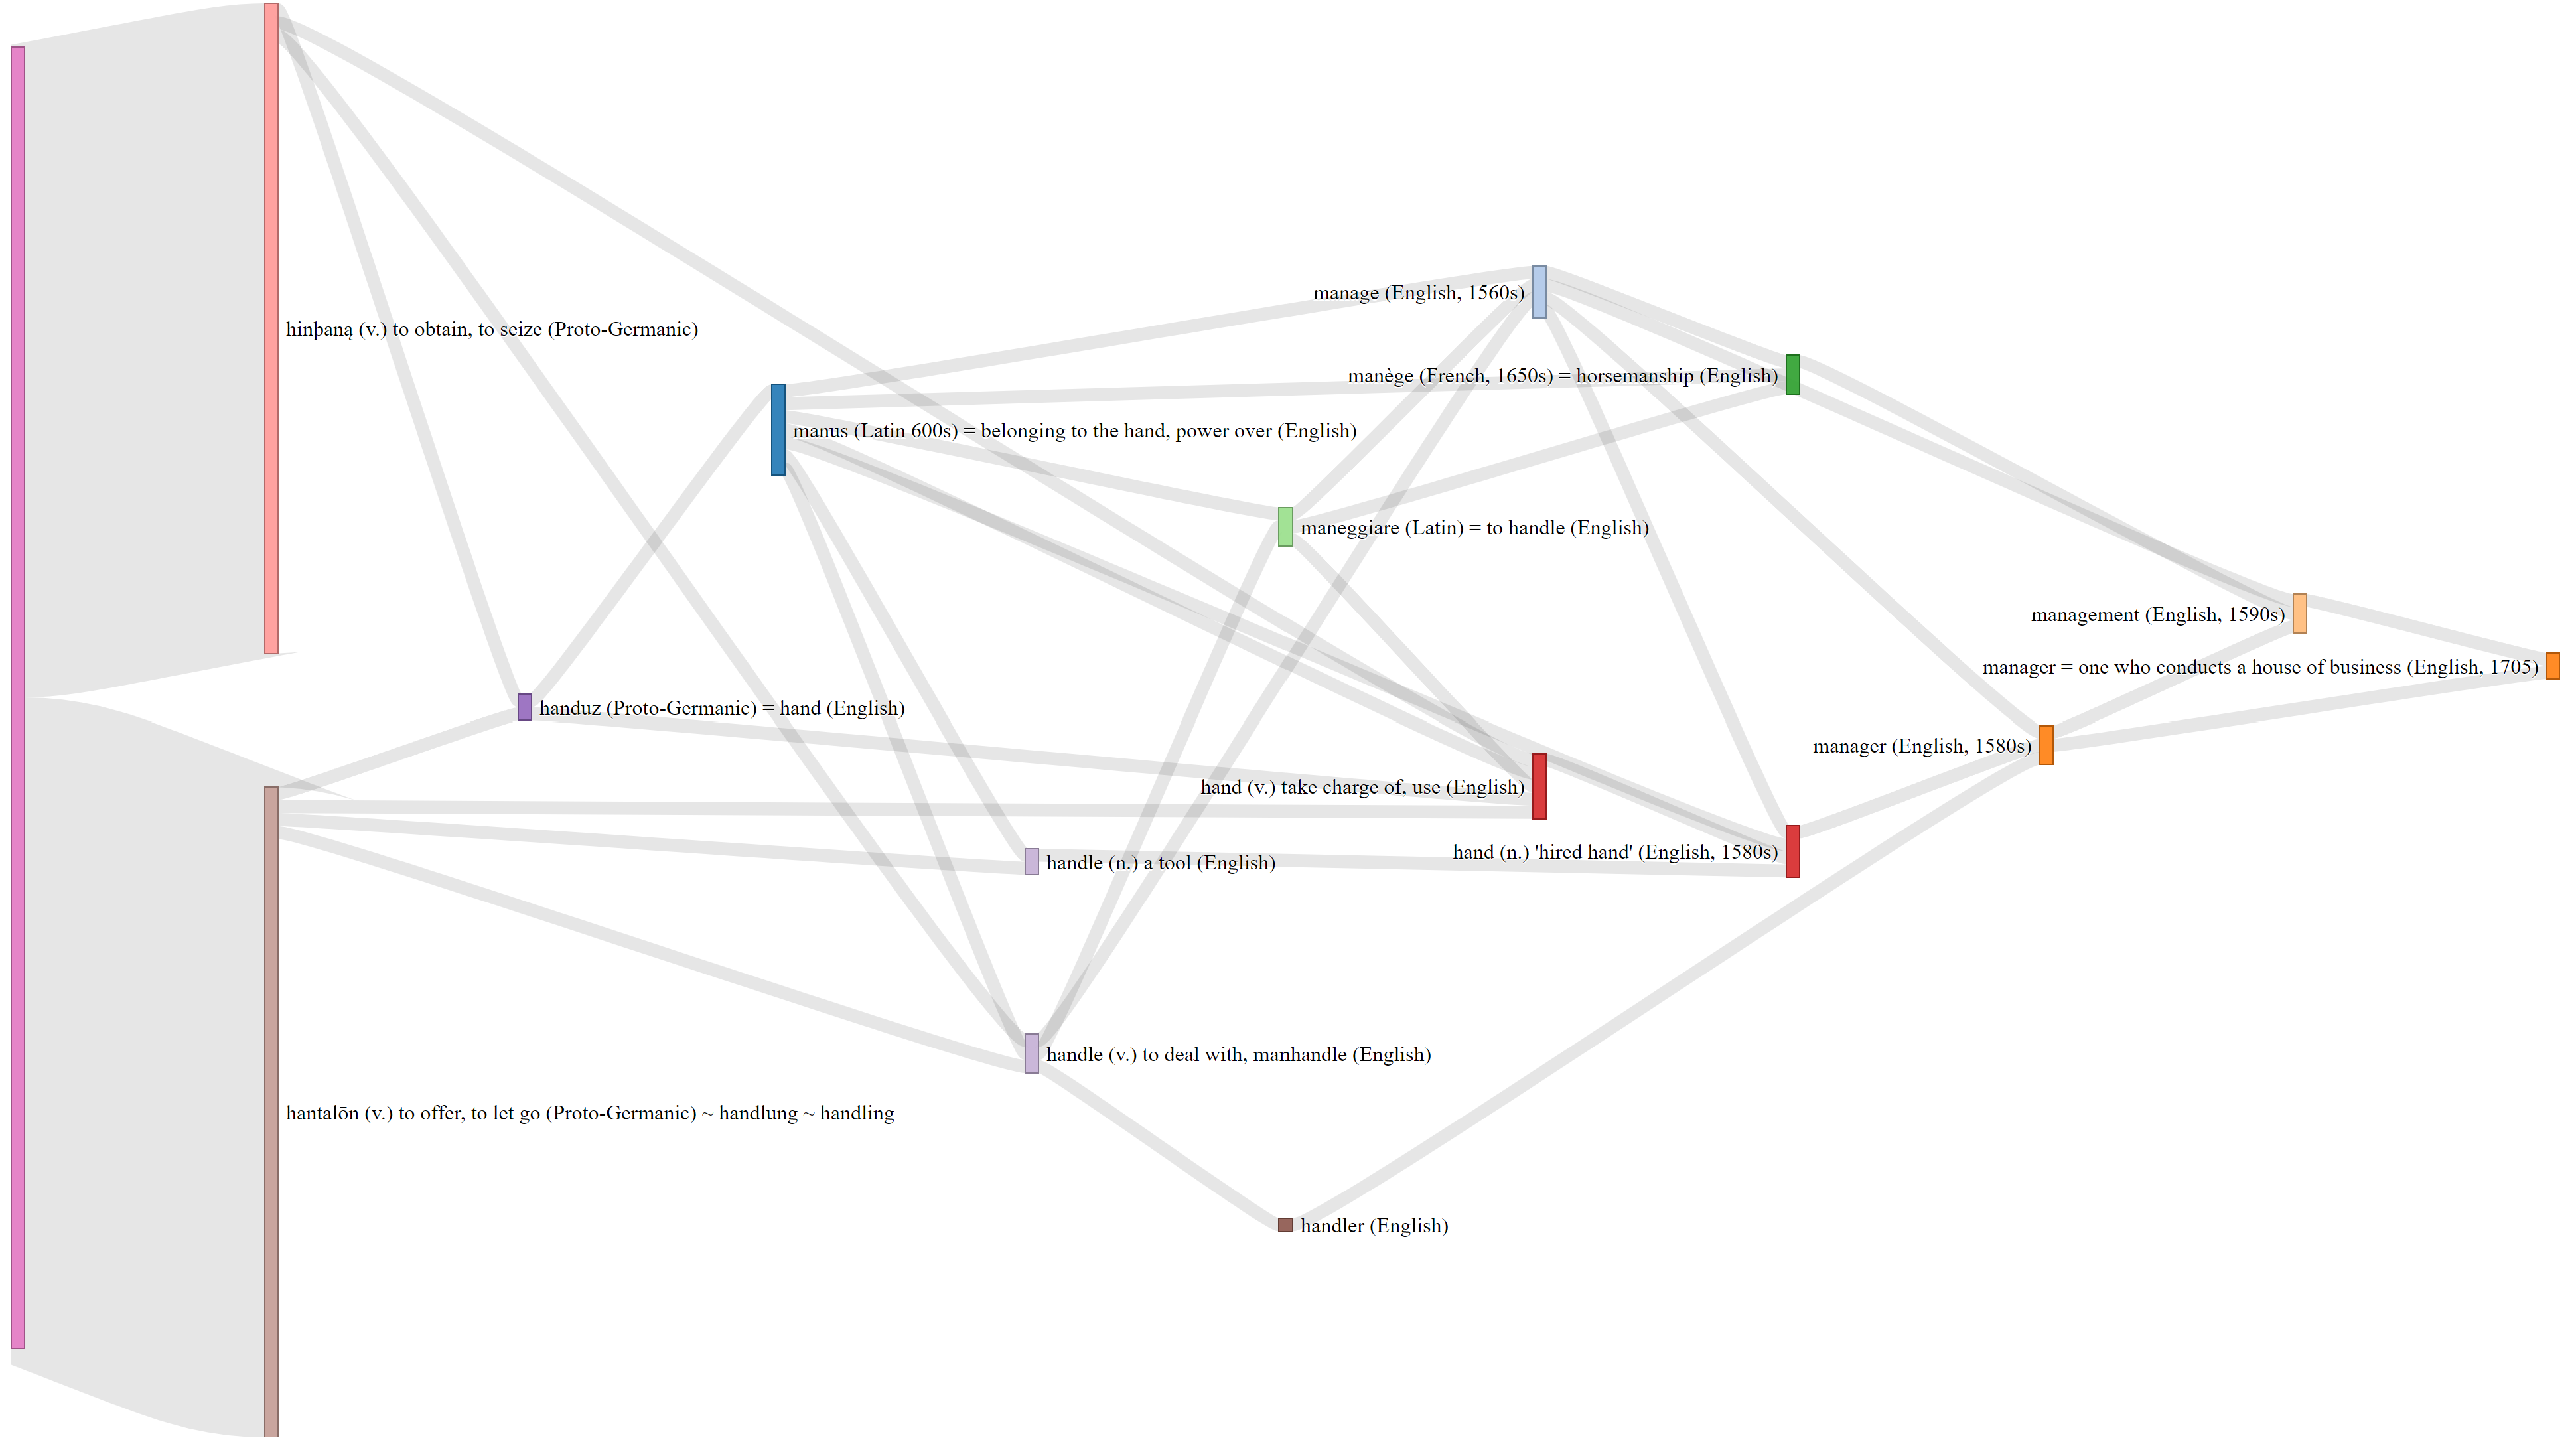 hinþaną (v.) to obtain, to seize (Proto-Germanic)
manage (English, 1560s)
manège (French, 1650s) = horsemanship (English)
manus (Latin 600s) = belonging to the hand, power over (English)
maneggiare (Latin) = to handle (English)
management (English, 1590s)
manager = one who conducts a house of business (English, 1705)
handuz (Proto-Germanic) = hand (English)
manager (English, 1580s)
hand (v.) take charge of, use (English)
hand (n.) 'hired hand' (English, 1580s)
handle (n.) a tool (English)
handle (v.) to deal with, manhandle (English)
hantalōn (v.) to offer, to let go (Proto-Germanic) ~ handlung ~ handling
handler (English)